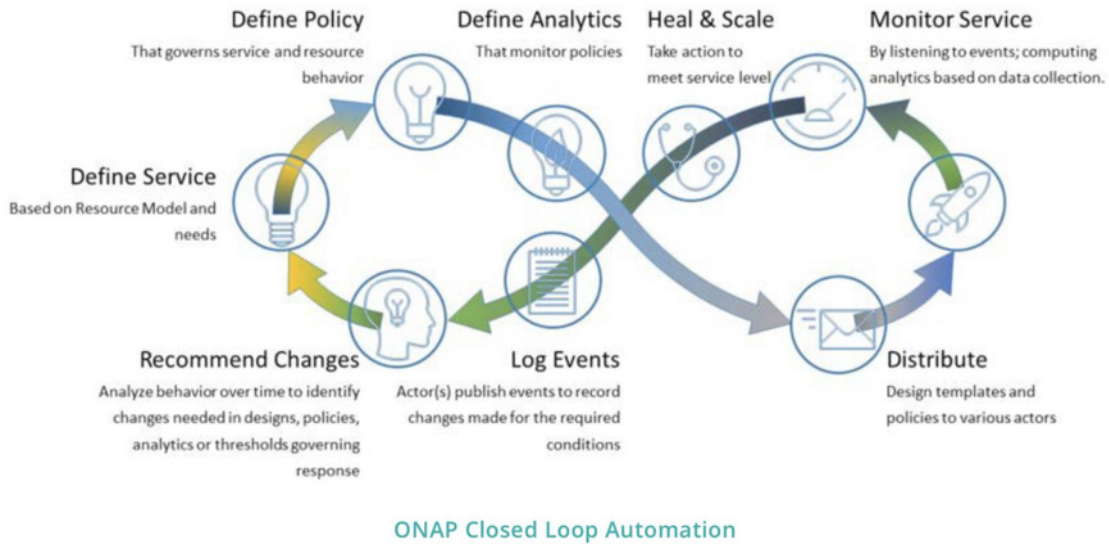 Define Policy
That governs service and resource
behavior
Define Analytics
That monitor policies
Heal & Scale
Take action to
meet service level
Monitor Service
By listening to events; computing
analytics based on data collection.
Define Service
Based on Resource Model and
needs
Recommend Changes
Analyze behavior over time to identify
changes needed in designs, policies,
analytics or thresholds governing
response
Log Events
Actor(s) publish events to record
changes made for the required
conditions
Distribute
Design templates and
policies to various actors
ONAP Closed Loop Automation